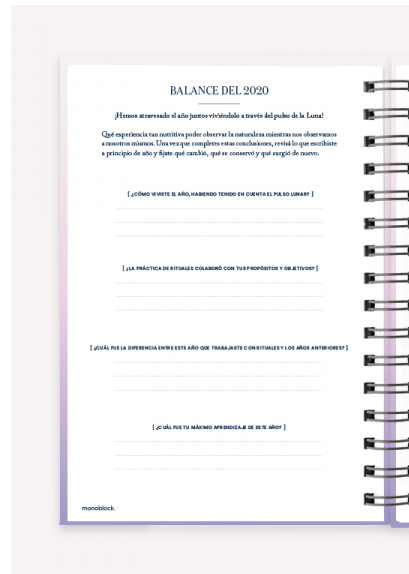 BALANCE DEL 2020
¡Hemos atravesado el año juntos viviéndolo a través del pulso de la Luna!
Qué experiencia tan nutritiva poder observar la naturaleza mientras nos observamos
a nosotros mismos. Una vez que completes estas conclusiones, revisá lo que escribiste
a principio de año y fijate qué cambió, qué se conservó y qué surgió de nuevo.
[ ¿CÓMO VIVISTE EL AÑO, HABIENDO TENIDO EN CUENTA EL PULSO LUNAR? ]
[ ¿LA PRÁCTICA DE RITUALES COLABORÓ CON TUS PROPÓSITOS Y OBJETIVOS? ]
[ ¿CUÁL FUE LA DIFERENCIA ENTRE ESTE AÑO QUE TRABAJASTE CON RITUALES Y LOS AÑOS ANTERIORES? ]
[ ¿CUÁL FUE TU MÁXIMO APRENDIZAJE DE ESTE AÑO? ]
monoblock.